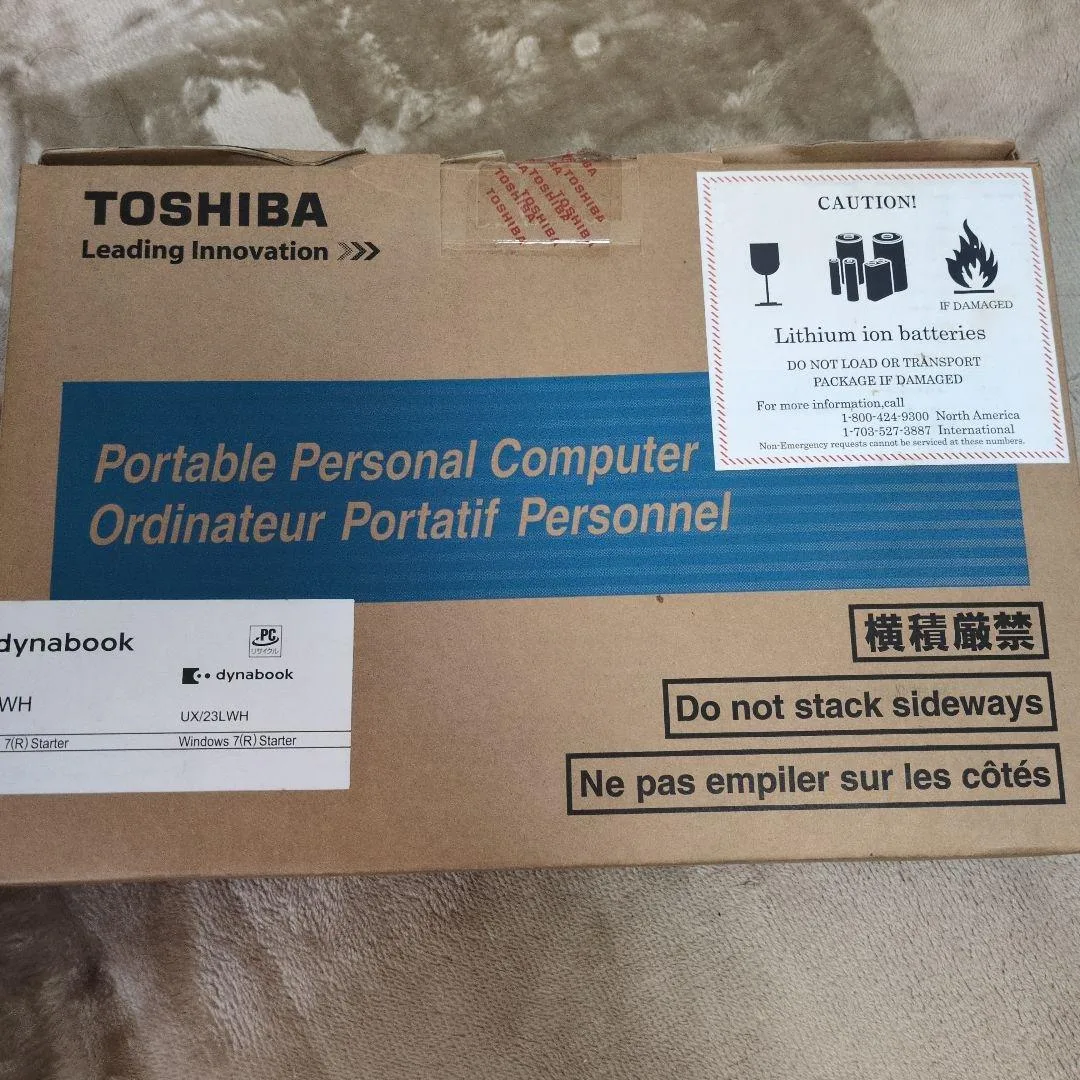 TOSHIBA
Leading Innovation >>>
TOSHIBA TOSHIBA TOSHIBA TOSHIBA
CAUTION!
IF DAMAGED
Lithium ion batteries
DO NOT LOAD OR TRANSPORT
PACKAGE IF DAMAGED
For more information,call
1-800-424-9300 North America
1-703-527-3887 International
Non-Emergency requests cannot be serviced at these numbers.
Portable Personal Computer
Ordinateur Portatif Personnel
dynabook
PC
リサイクル
dynabook
WH
UX/23LWH
7(R) Starter
Windows 7(R) Starter
横積厳禁
Do not stack sideways
Ne pas empiler sur les côtés